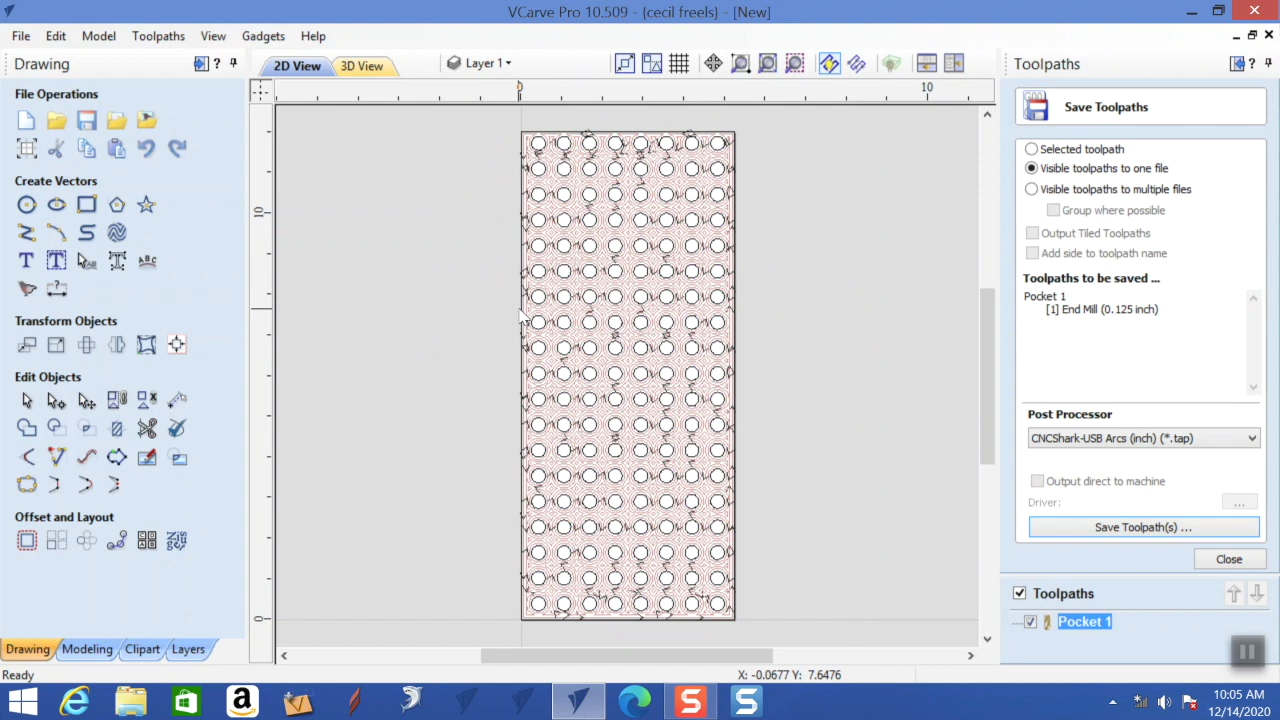 VCarve Pro 10.509 - {cecil freels} - [New]
File Edit Model Toolpaths View Gadgets Help
Drawing
2D View
3D View
Layer 1
Toolpaths
File Operations
Create Vectors
Transform Objects
Edit Objects
Offset and Layout
Drawing
Modeling
Clipart
Layers
0
10
10
0
Save Toolpaths
Selected toolpath
Visible toolpaths to one file
Visible toolpaths to multiple files
Group where possible
Output Tiled Toolpaths
Add side to toolpath name
Toolpaths to be saved ...
Pocket 1
[1] End Mill (0.125 inch)
Post Processor
CNCShark-USB Arcs (inch) (*.tap)
Output direct to machine
Driver:
...
Save Toolpath(s) ...
Close
Toolpaths
Pocket 1
Ready
X: -0.0677 Y: 7.6476
10:05 AM
12/14/2020